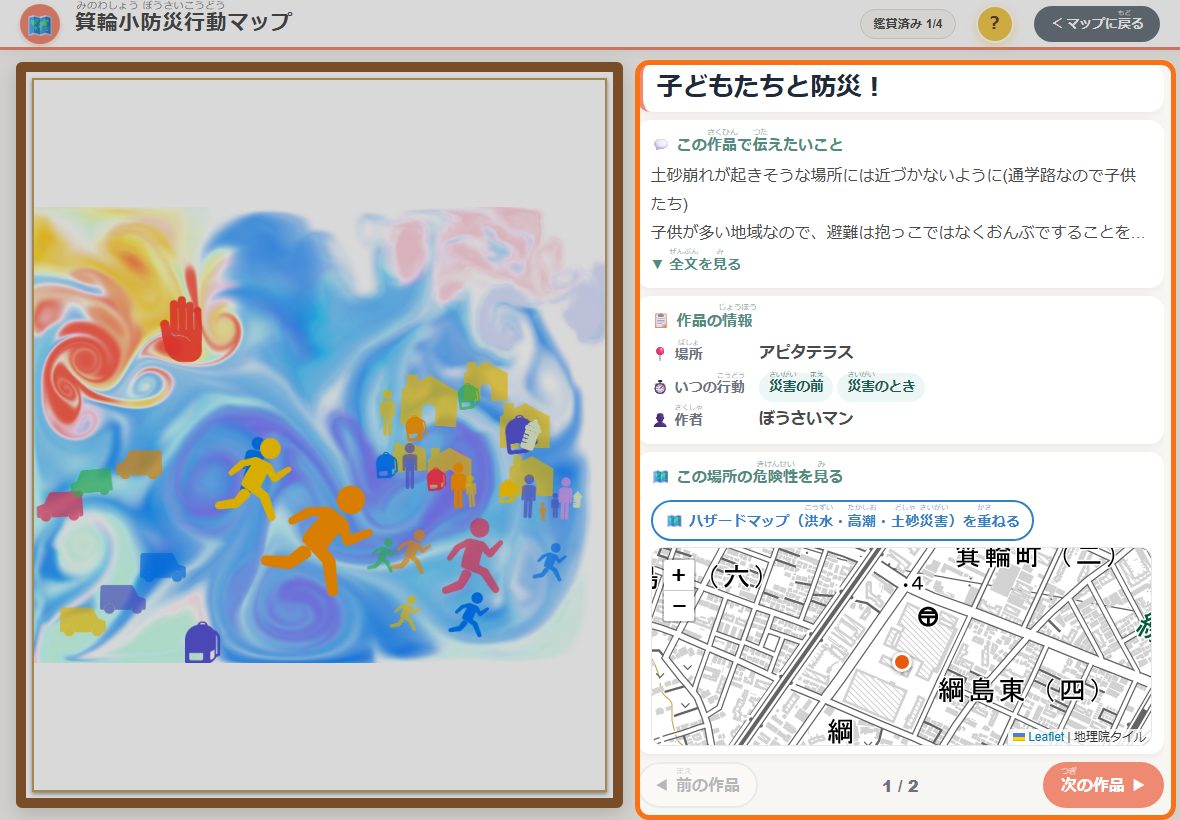 みのわしょう ぼうさいこうどう
箕輪小防災行動マップ
鑑賞済み 1/4
?
もど
< マップに戻る
子どもたちと防災！
さくひん つた
この作品で伝えたいこと
土砂崩れが起きそうな場所には近づかないように(通学路なので子供
たち)
子供が多い地域なので、避難は抱っこではなくおんぶですることを…
ぜんぶん み
▼ 全文を見る
じょうほう
作品の情報
ばしょ
場所 アピタテラス
こうどう さいがい まえ さいがい
いつの行動 災害の前 災害のとき
さくしゃ
作者 ぼうさいマン
きけんせい み
この場所の危険性を見る
こうずい たかしお どしゃ さいがい かさ
ハザードマップ（洪水・高潮・土砂災害）を重ねる
箕輪町（二）
+
（六）
.4
−
綱島東（四）
綱
Leaflet | 地理院タイル
まえ
◀ 前の作品
1 / 2
つぎ
次の作品 ▶